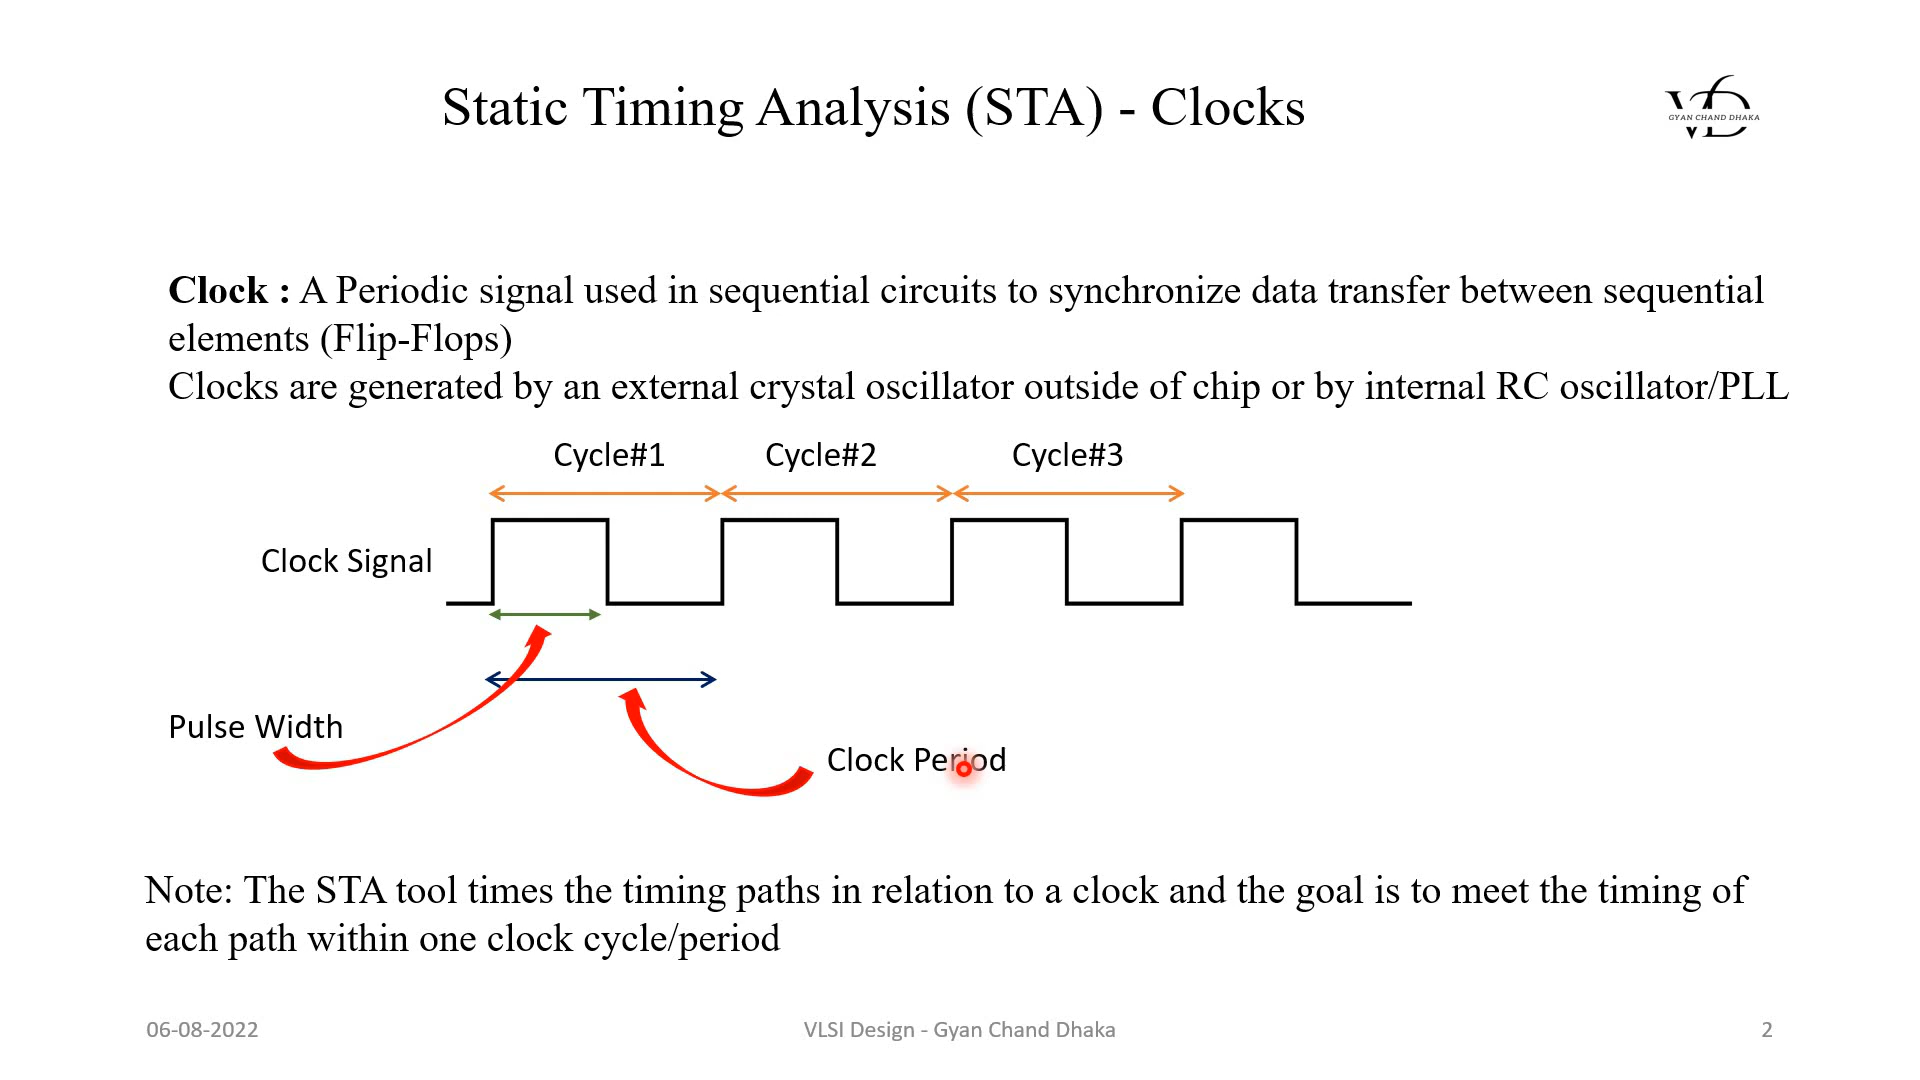 Static Timing Analysis (STA) - Clocks
VD
GYAN CHAND DHAKA
Clock : A Periodic signal used in sequential circuits to synchronize data transfer between sequential
elements (Flip-Flops)
Clocks are generated by an external crystal oscillator outside of chip or by internal RC oscillator/PLL
Cycle#1 Cycle#2 Cycle#3
Clock Signal
Pulse Width
Clock Period
Note: The STA tool times the timing paths in relation to a clock and the goal is to meet the timing of
each path within one clock cycle/period
06-08-2022 VLSI Design - Gyan Chand Dhaka 2